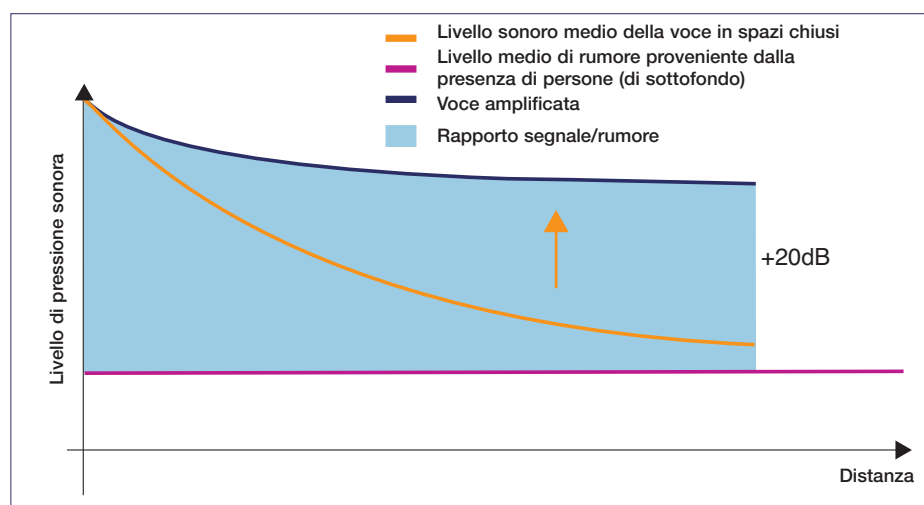 Livello sonoro medio della voce in spazi chiusi
Livello medio di rumore proveniente dalla
presenza di persone (di sottofondo)
Voce amplificata
Rapporto segnale/rumore
Livello di pressione sonora
+20dB
Distanza